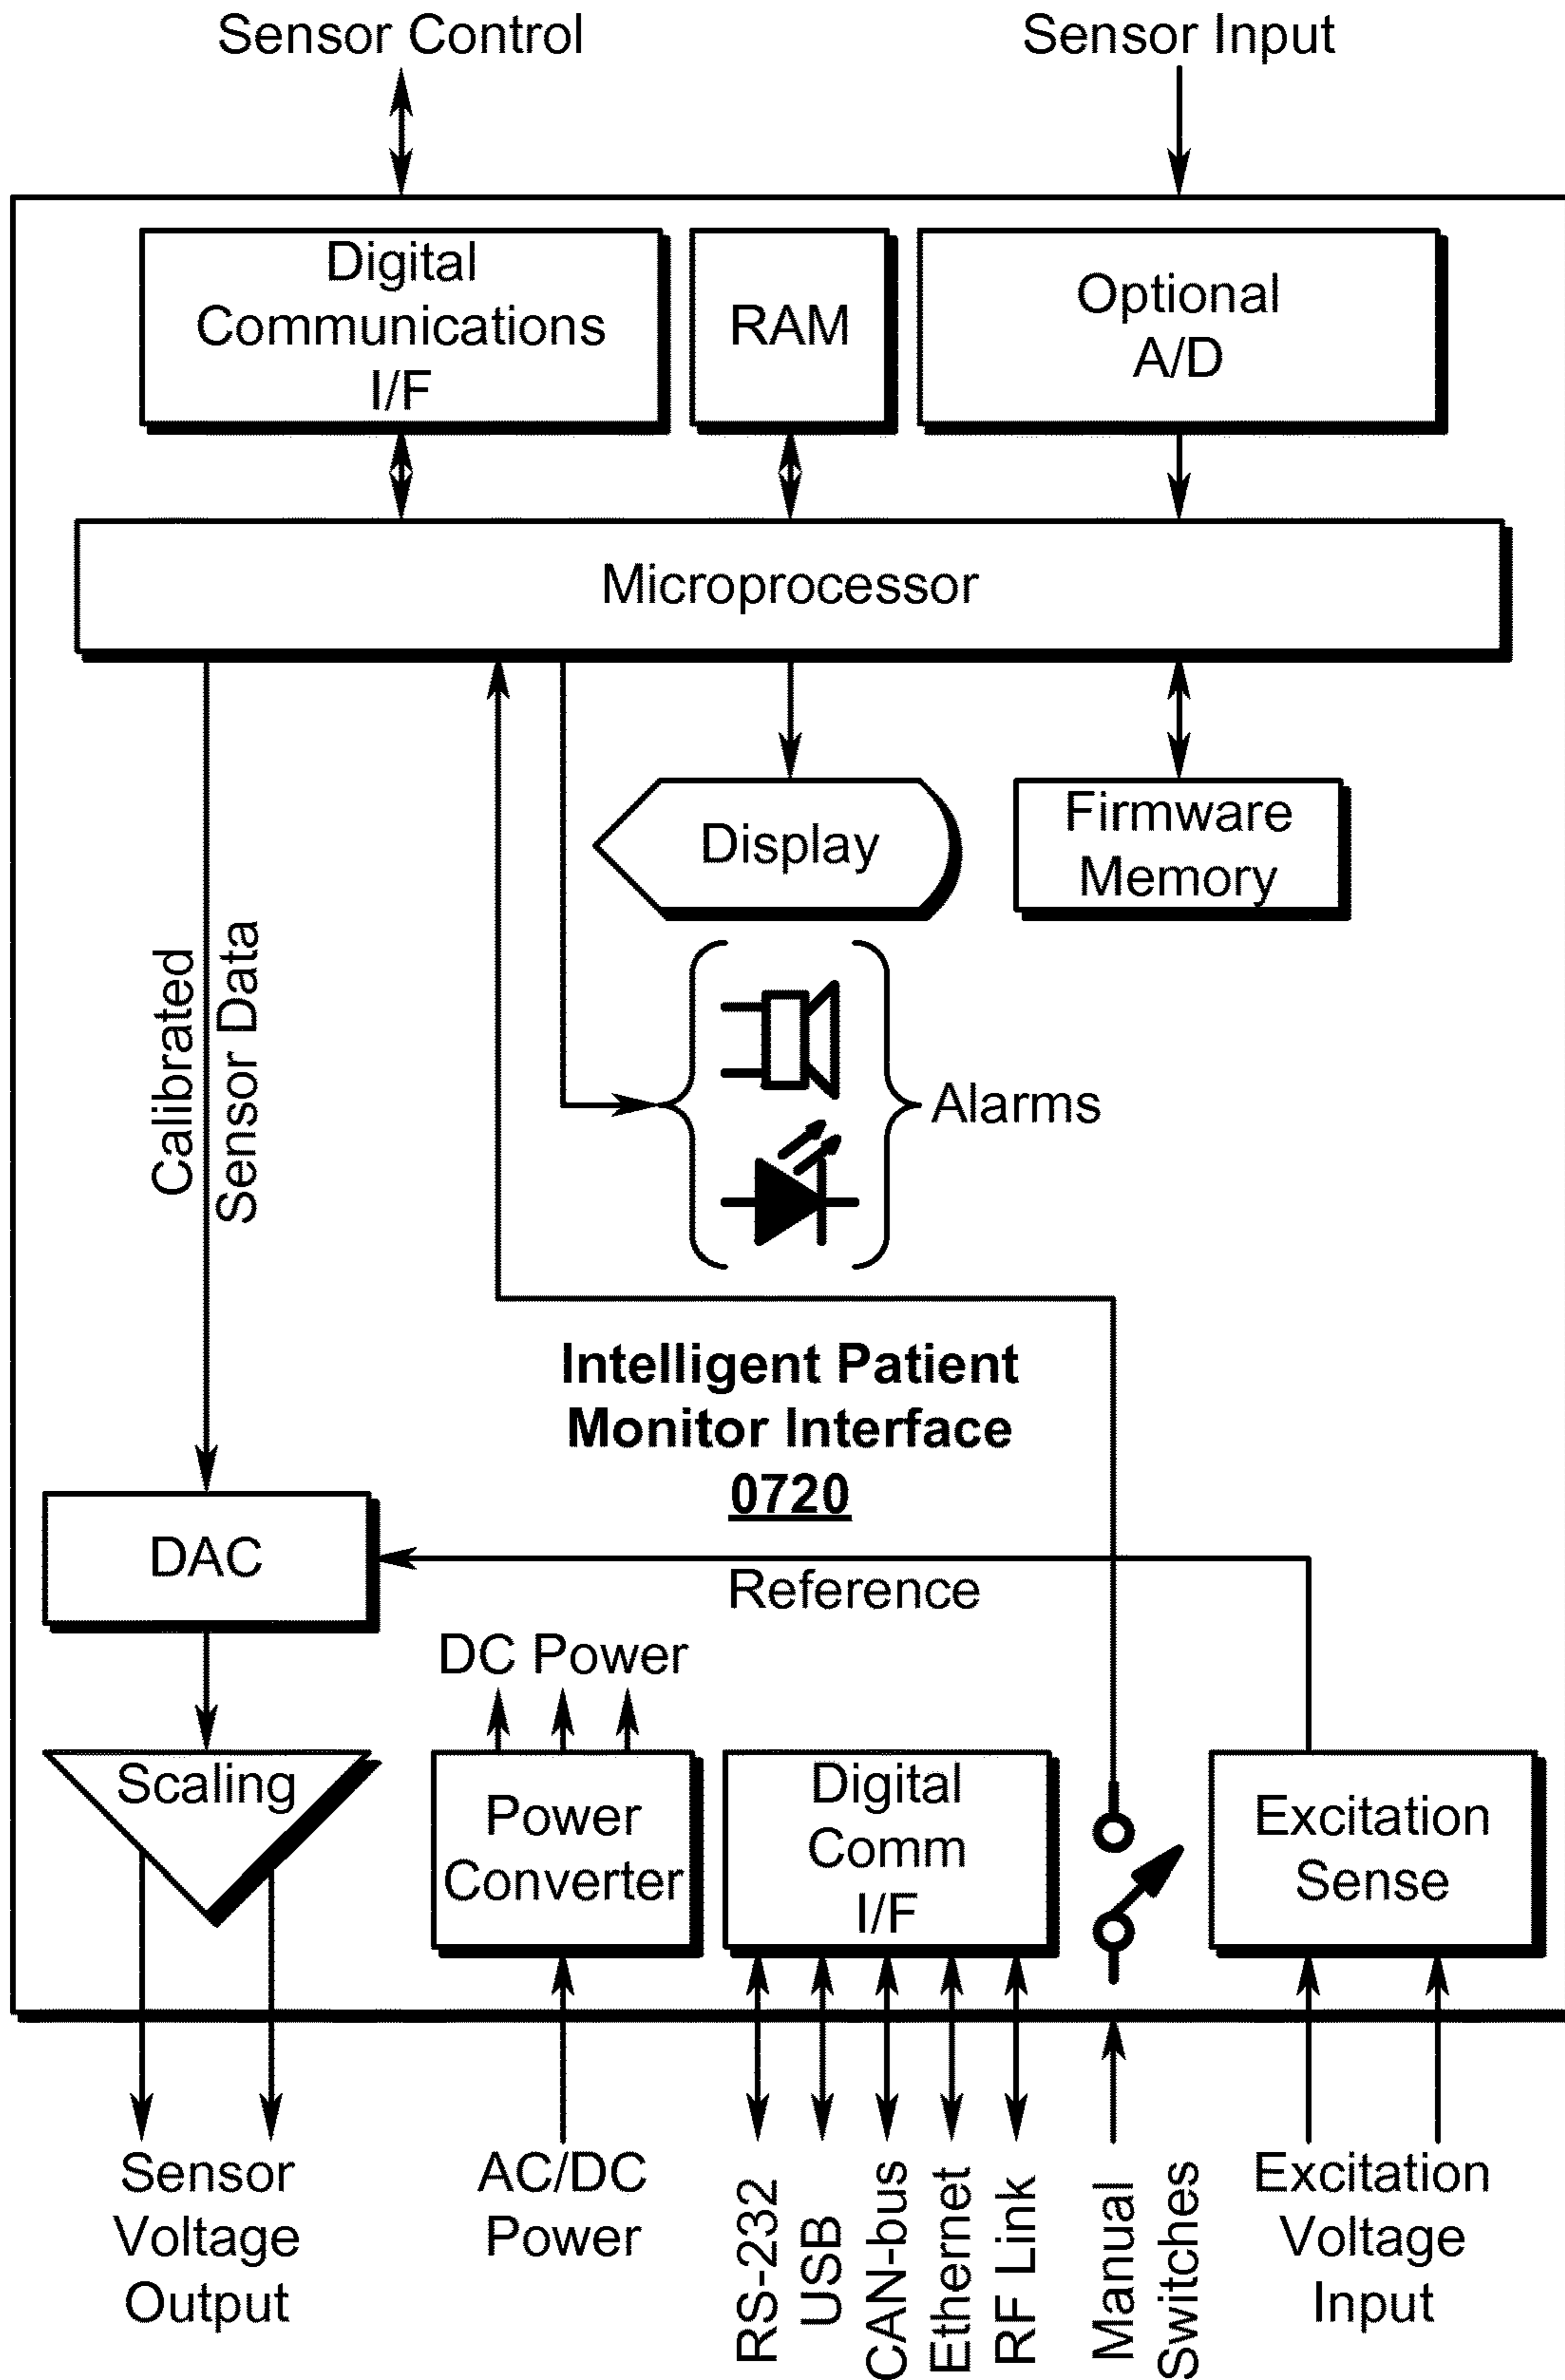 Sensor Control
Sensor Input
Digital
Communications
I/F
RAM
Optional
A/D
Microprocessor
Display
Firmware
Memory
Calibrated
Sensor Data
Alarms
Intelligent Patient
Monitor Interface
0720
DAC
Reference
DC Power
Scaling
Power
Converter
Digital
Comm
I/F
Excitation
Sense
Sensor
Voltage
Output
AC/DC
Power
RS-232
USB
CAN-bus
Ethernet
RF Link
Manual
Switches
Excitation
Voltage
Input